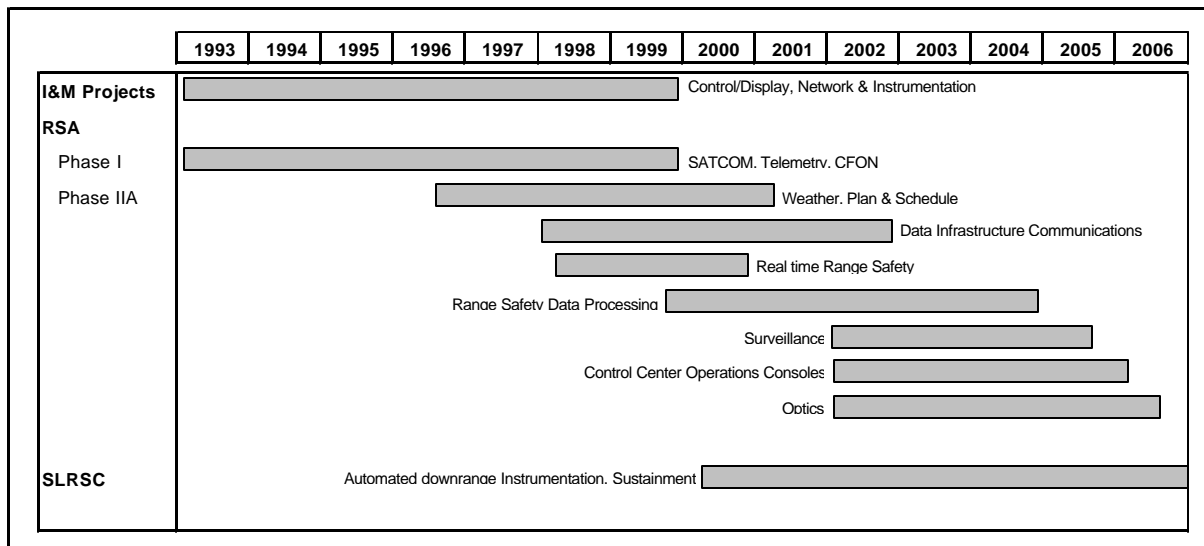 1993 1994 1995 1996 1997 1998 1999 2000 2001 2002 2003 2004 2005 2006
I&M Projects Control/Display, Network & Instrumentation
RSA
Phase I SATCOM, Telemetry, CFON
Phase IIA Weather, Plan & Schedule
Data Infrastructure Communications
Real time Range Safety
Range Safety Data Processing
Surveillance
Control Center Operations Consoles
Optics
SLRSC Automated downrange Instrumentation, Sustainment